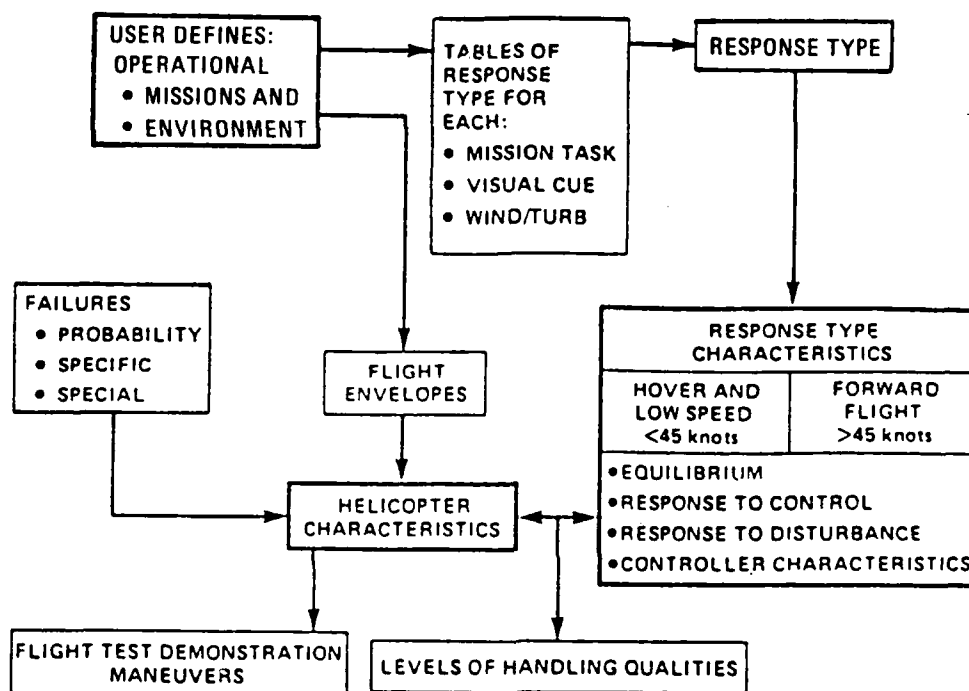 USER DEFINES:
OPERATIONAL
• MISSIONS AND
• ENVIRONMENT
TABLES OF
RESPONSE
TYPE FOR
EACH:
• MISSION TASK
• VISUAL CUE
• WIND/TURB
RESPONSE TYPE
FAILURES
• PROBABILITY
• SPECIFIC
• SPECIAL
FLIGHT
ENVELOPES
RESPONSE TYPE
CHARACTERISTICS
HOVER AND
LOW SPEED
<45 knots
FORWARD
FLIGHT
>45 knots
• EQUILIBRIUM
• RESPONSE TO CONTROL
• RESPONSE TO DISTURBANCE
• CONTROLLER CHARACTERISTICS
HELICOPTER
CHARACTERISTICS
FLIGHT TEST DEMONSTRATION
MANEUVERS
LEVELS OF HANDLING QUALITIES